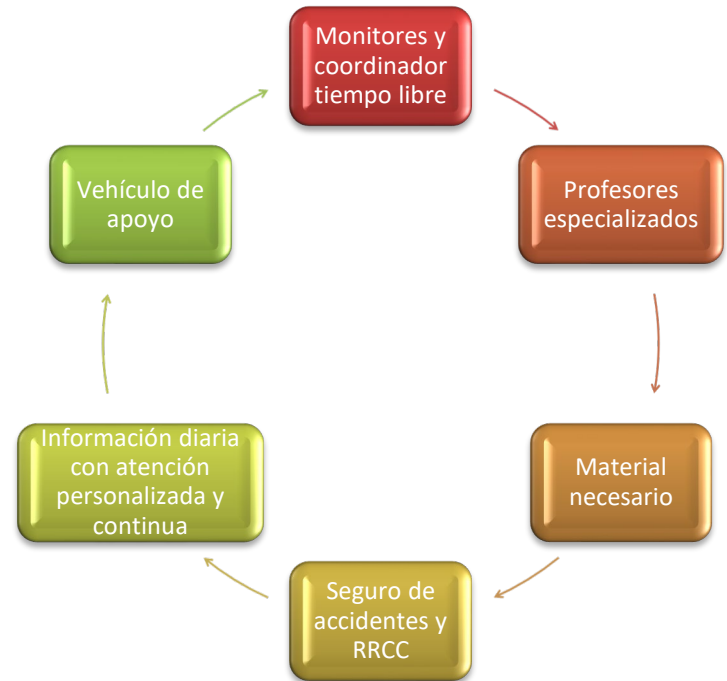 Monitores y
coordinador
tiempo libre
Profesores
especializados
Material
necesario
Seguro de
accidentes y
RRCC
Información diaria
con atención
personalizada y
continua
Vehículo de
apoyo